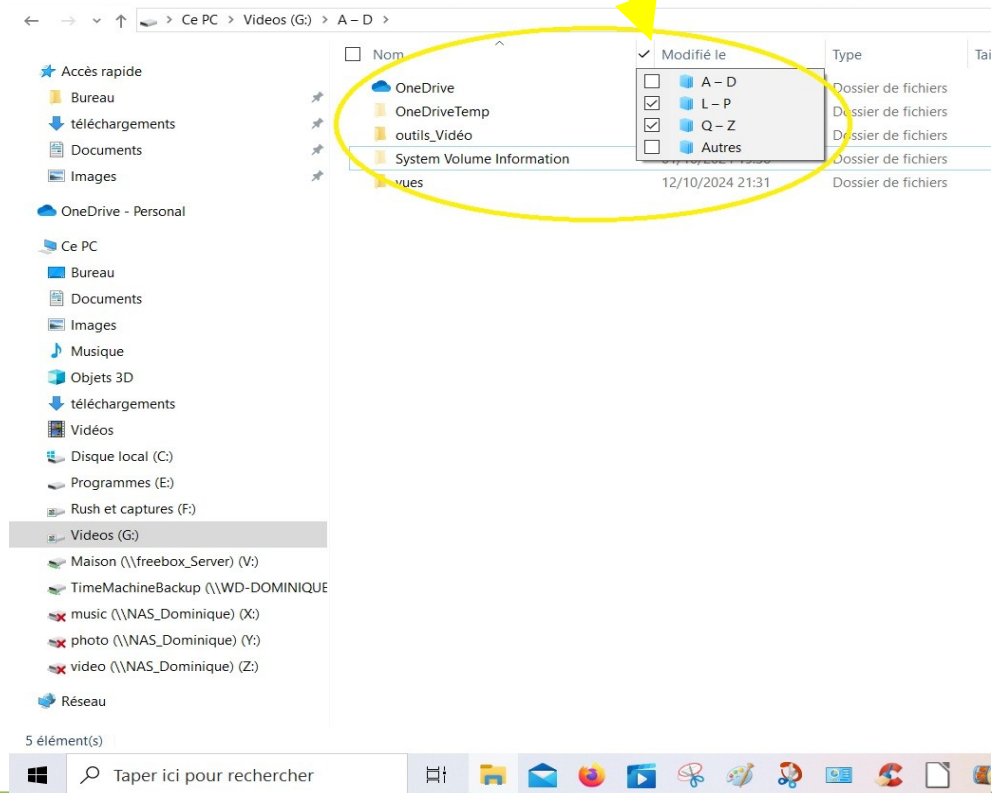 Ce PC > Videos (G:) > A – D >
Nom Modifié le Type Tai
Accès rapide
Bureau
téléchargements
Documents
Images
OneDrive - Personal
Ce PC
Bureau
Documents
Images
Musique
Objets 3D
téléchargements
Vidéos
Disque local (C:)
Programmes (E:)
Rush et captures (F:)
Videos (G:)
Maison (\\freebox_Server) (V:)
TimeMachineBackup (\\WD-DOMINIQUE
music (\\NAS_Dominique) (X:)
photo (\\NAS_Dominique) (Y:)
video (\\NAS_Dominique) (Z:)
Réseau
OneDrive Dossier de fichiers
OneDriveTemp Dossier de fichiers
outils_Vidéo Dossier de fichiers
System Volume Information Dossier de fichiers
vues 12/10/2024 21:31 Dossier de fichiers
A – D
L – P
Q – Z
Autres
5 élément(s)
Taper ici pour rechercher